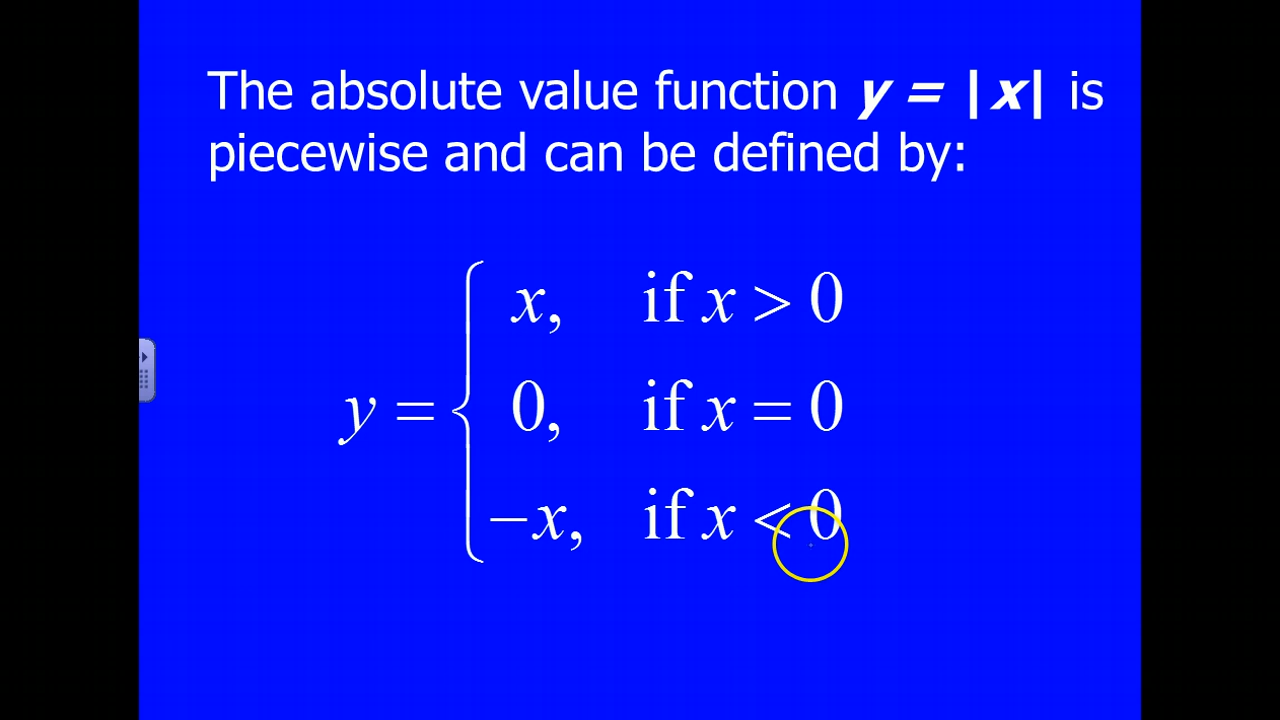 The absolute value function y = |x| is
piecewise and can be defined by:
x, if x > 0
y = { 0, if x = 0
−x, if x < 0